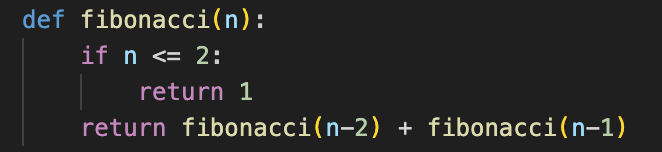 def fibonacci(n):
    if n <= 2:
        return 1
    return fibonacci(n-2) + fibonacci(n-1)